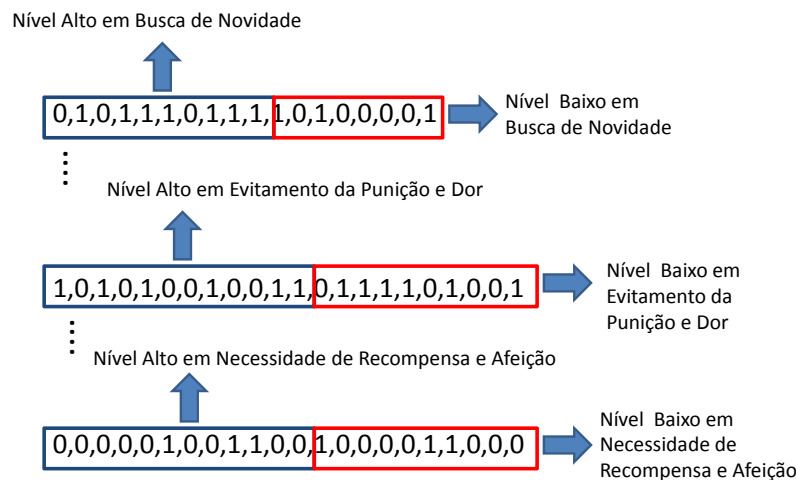 Nível Alto em Busca de Novidade
0,1,0,1,1,1,0,1,1,1,1,0,1,0,0,0,0,1
Nível Baixo em
Busca de Novidade
Nível Alto em Evitamento da Punição e Dor
1,0,1,0,1,0,0,1,0,0,1,1,0,1,1,1,1,0,1,0,0,1
Nível Baixo em
Evitamento da
Punição e Dor
Nível Alto em Necessidade de Recompensa e Afeição
0,0,0,0,0,1,0,0,1,1,0,0,1,0,0,0,0,1,1,0,0,0
Nível Baixo em
Necessidade de
Recompensa e Afeição